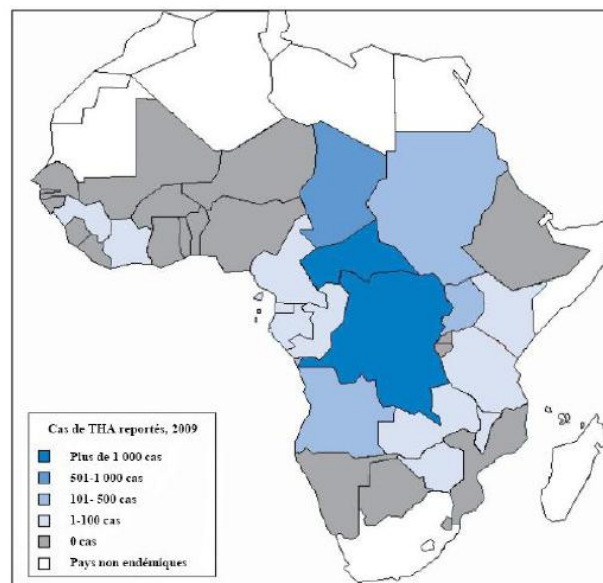 Cas de THA reportés, 2009
Plus de 1 000 cas
501-1 000 cas
101- 500 cas
1-100 cas
0 cas
Pays non endémiques